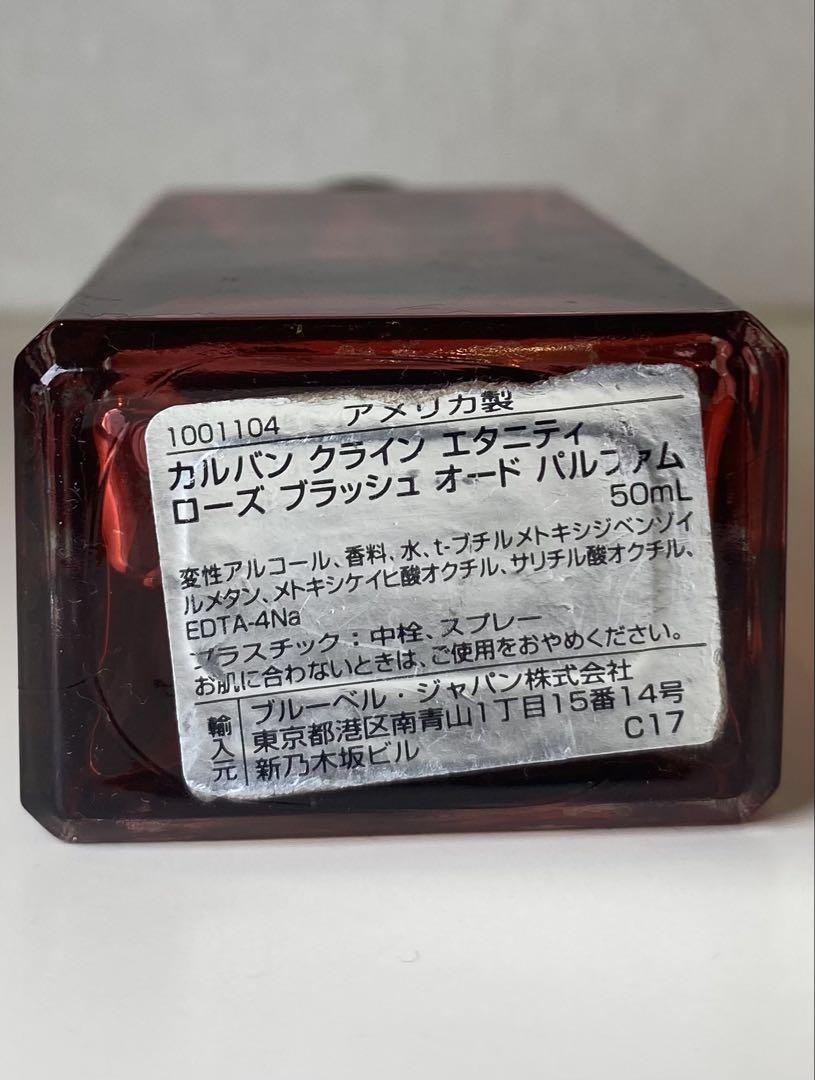 1001104 アメリカ製
カルバン クライン エタニティ
ローズ ブラッシュ オード パルファム
50mL
変性アルコール、香料、水、t-ブチルメトキシジベンゾイ
ルメタン、メトキシケイヒ酸オクチル、サリチル酸オクチル、
EDTA-4Na
プラスチック：中栓、スプレー
お肌に合わないときは、ご使用をおやめください。
輸入元
ブルーベル・ジャパン株式会社
東京都港区南青山1丁目15番14号
新乃木坂ビル C17